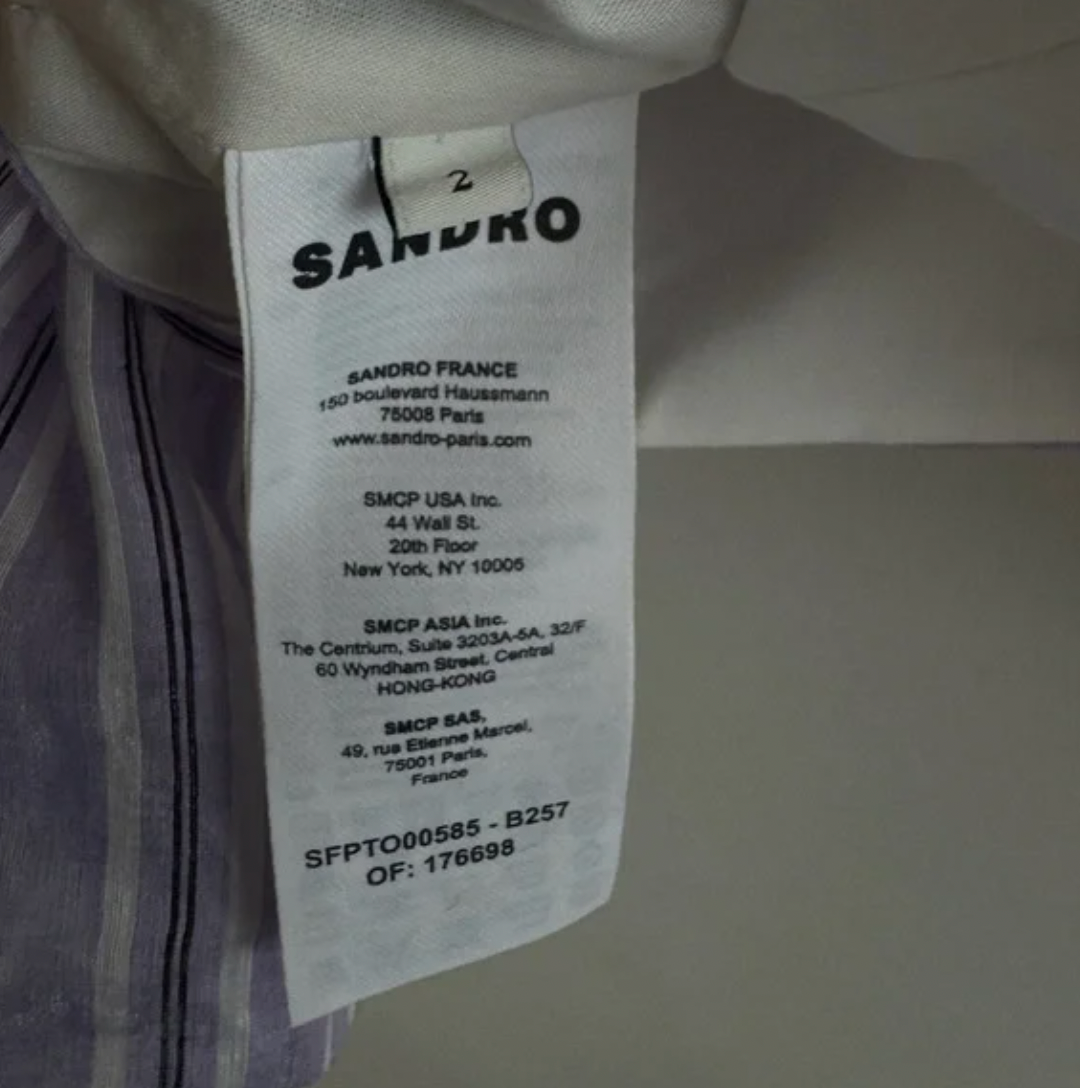 2
SANDRO
SANDRO FRANCE
150 boulevard Haussmann
75008 Paris
www.sandro-paris.com
SMCP USA Inc.
44 Wall St.
20th Floor
New York, NY 10005
SMCP ASIA Inc.
The Centrium, Suite 3203A-5A, 32/F
60 Wyndham Street, Central
HONG-KONG
SMCP SAS,
49, rue Etienne Marcel,
75001 Paris,
France
SFPTO00585 - B257
OF: 176698